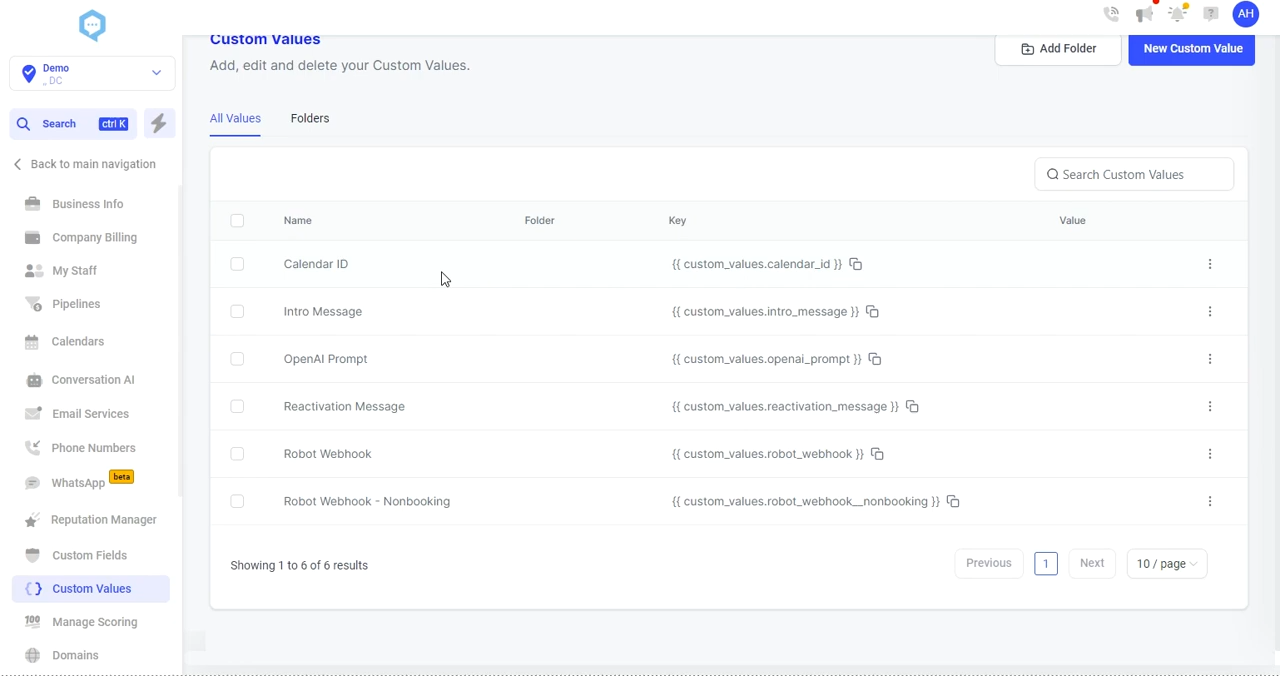 AH
Demo
,, DC
Search ctrl K
Back to main navigation
Business Info
Company Billing
My Staff
Pipelines
Calendars
Conversation AI
Email Services
Phone Numbers
WhatsApp beta
Reputation Manager
Custom Fields
Custom Values
Manage Scoring
Domains
Custom Values
Add, edit and delete your Custom Values.
Add Folder
New Custom Value
All Values Folders
Search Custom Values
Name Folder Key Value
Calendar ID {{ custom_values.calendar_id }}
Intro Message {{ custom_values.intro_message }}
OpenAI Prompt {{ custom_values.openai_prompt }}
Reactivation Message {{ custom_values.reactivation_message }}
Robot Webhook {{ custom_values.robot_webhook }}
Robot Webhook - Nonbooking {{ custom_values.robot_webhook__nonbooking }}
Showing 1 to 6 of 6 results
Previous 1 Next 10 / page